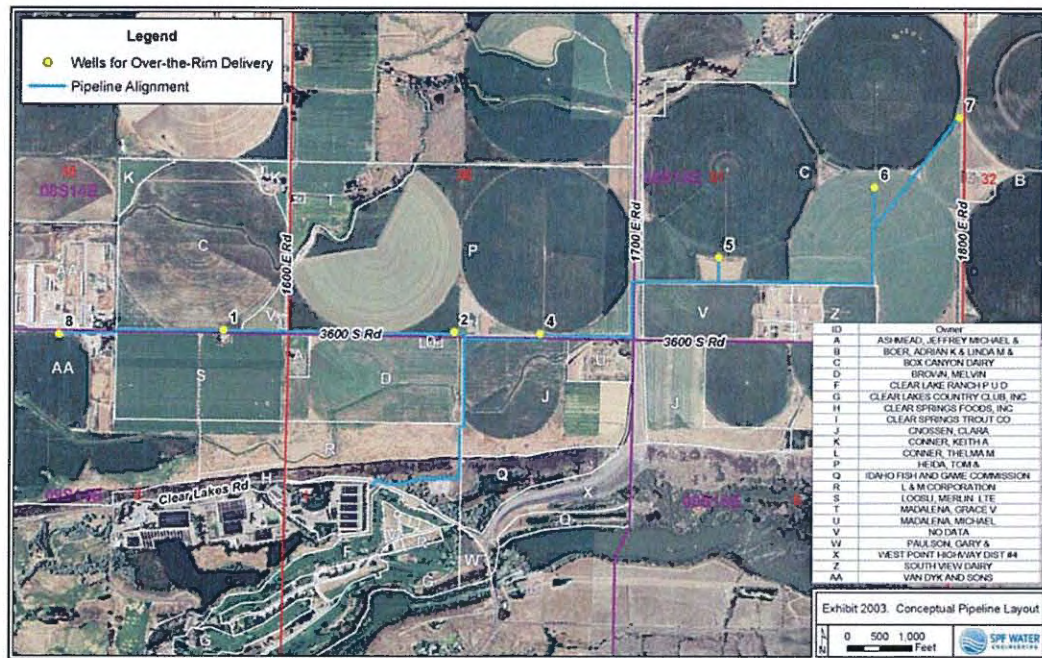 Legend
Wells for Over-the-Rim Delivery
Pipeline Alignment
7
K
LK
36
31
C
6
32
B
08S14E
T
C
1600 E Rd
P
1700 E Rd
1800 E Rd
5
AA
V
V
Z
8
1
3600 S Rd
2
4
3600 S Rd
AA
S
A
D
U
J
J
R
Q
Clear Lakes Rd
H
X
Q
F
W
G
G
ID Owner
A ASHMEAD, JEFFREY MICHAEL &
B BOER, ADRIAN K & LINDA M &
C BOX CANYON DAIRY
D BROWN, MELVIN
F CLEAR LAKE RANCH P U D
G CLEAR LAKES COUNTRY CLUB, INC
H CLEAR SPRINGS FOODS, INC
I CLEAR SPRINGS TROUT CO
J CNOSSEN, CLARA
K CONNER, KEITH A
L CONNER, THELMA M
P HEIDA, TOM &
Q IDAHO FISH AND GAME COMMISSION
R L & M CORPORATION
S LOOSLI, MERLIN LTE
T MADALENA, GRACE V
U MADALENA, MICHAEL
V NO DATA
W PAULSON, GARY &
X WEST POINT HIGHWAY DIST #4
Z SOUTH VIEW DAIRY
AA VAN DYK AND SONS
Exhibit 2003. Conceptual Pipeline Layout
N
0 500 1,000
Feet
SPF WATER
ENGINEERING